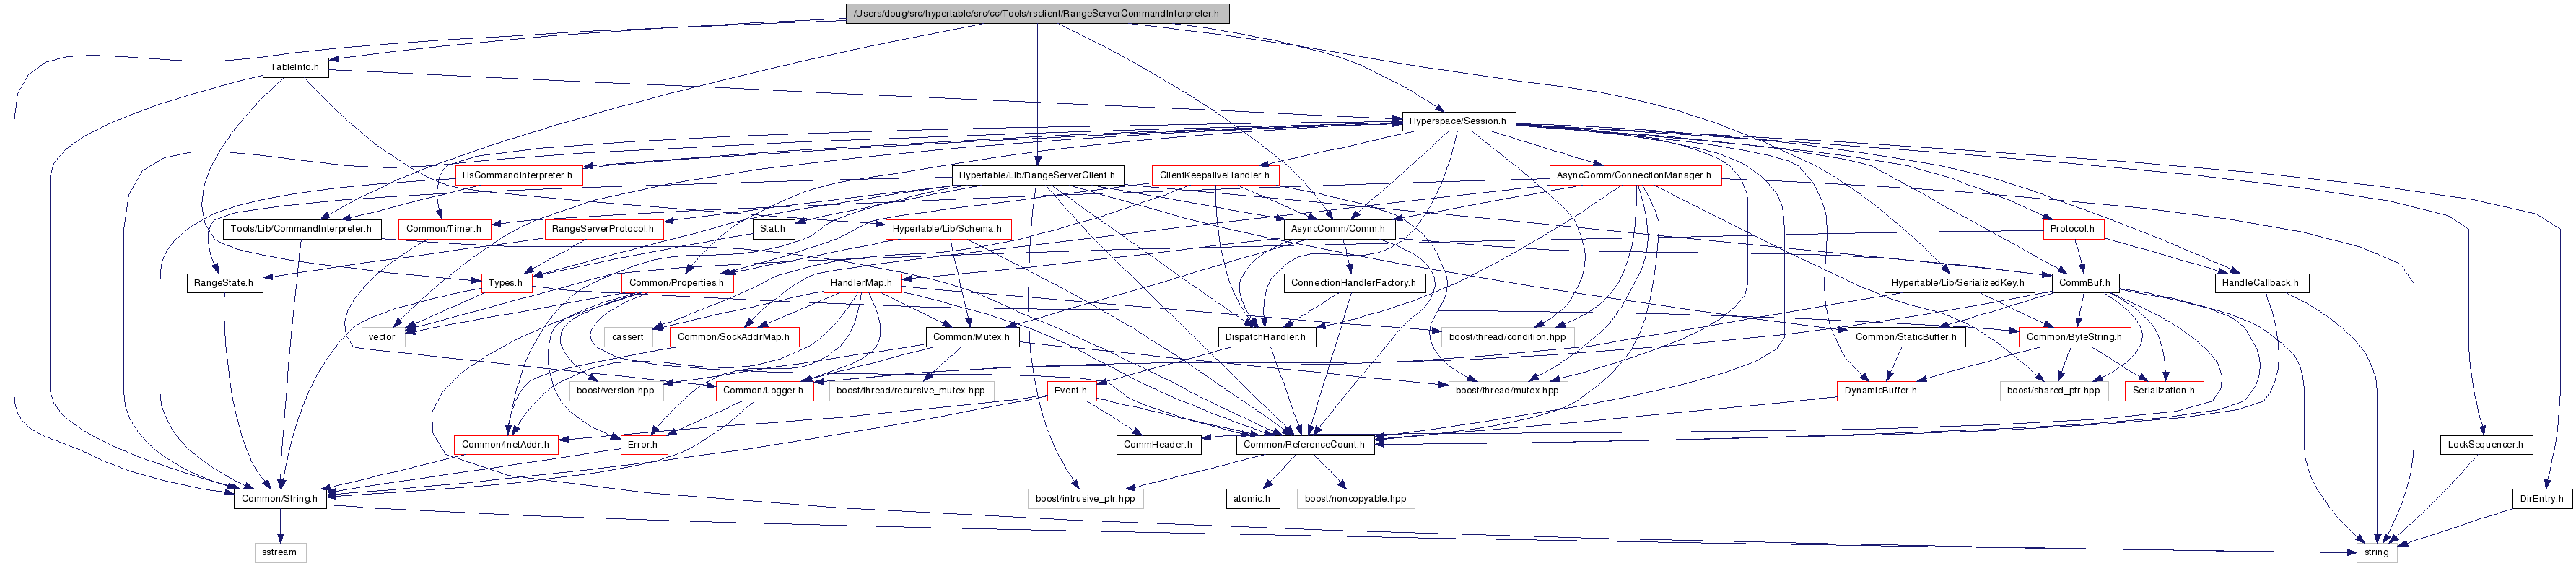 /Users/doug/src/hypertable/src/cc/Tools/rsclient/RangeServerCommandInterpreter.h
TableInfo.h
Hyperspace/Session.h
HsCommandInterpreter.h
Hypertable/Lib/RangeServerClient.h
ClientKeepaliveHandler.h
AsyncComm/ConnectionManager.h
Tools/Lib/CommandInterpreter.h
Common/Timer.h
RangeServerProtocol.h
Stat.h
Hypertable/Lib/Schema.h
AsyncComm/Comm.h
Protocol.h
RangeState.h
Types.h
Common/Properties.h
HandlerMap.h
ConnectionHandlerFactory.h
Hypertable/Lib/SerializedKey.h
CommBuf.h
HandleCallback.h
vector
cassert
Common/SockAddrMap.h
Common/Mutex.h
DispatchHandler.h
boost/thread/condition.hpp
Common/StaticBuffer.h
Common/ByteString.h
boost/version.hpp
Common/Logger.h
boost/thread/recursive_mutex.hpp
Event.h
boost/thread/mutex.hpp
DynamicBuffer.h
boost/shared_ptr.hpp
Serialization.h
Common/InetAddr.h
Error.h
CommHeader.h
Common/ReferenceCount.h
LockSequencer.h
Common/String.h
boost/intrusive_ptr.hpp
atomic.h
boost/noncopyable.hpp
DirEntry.h
sstream
string